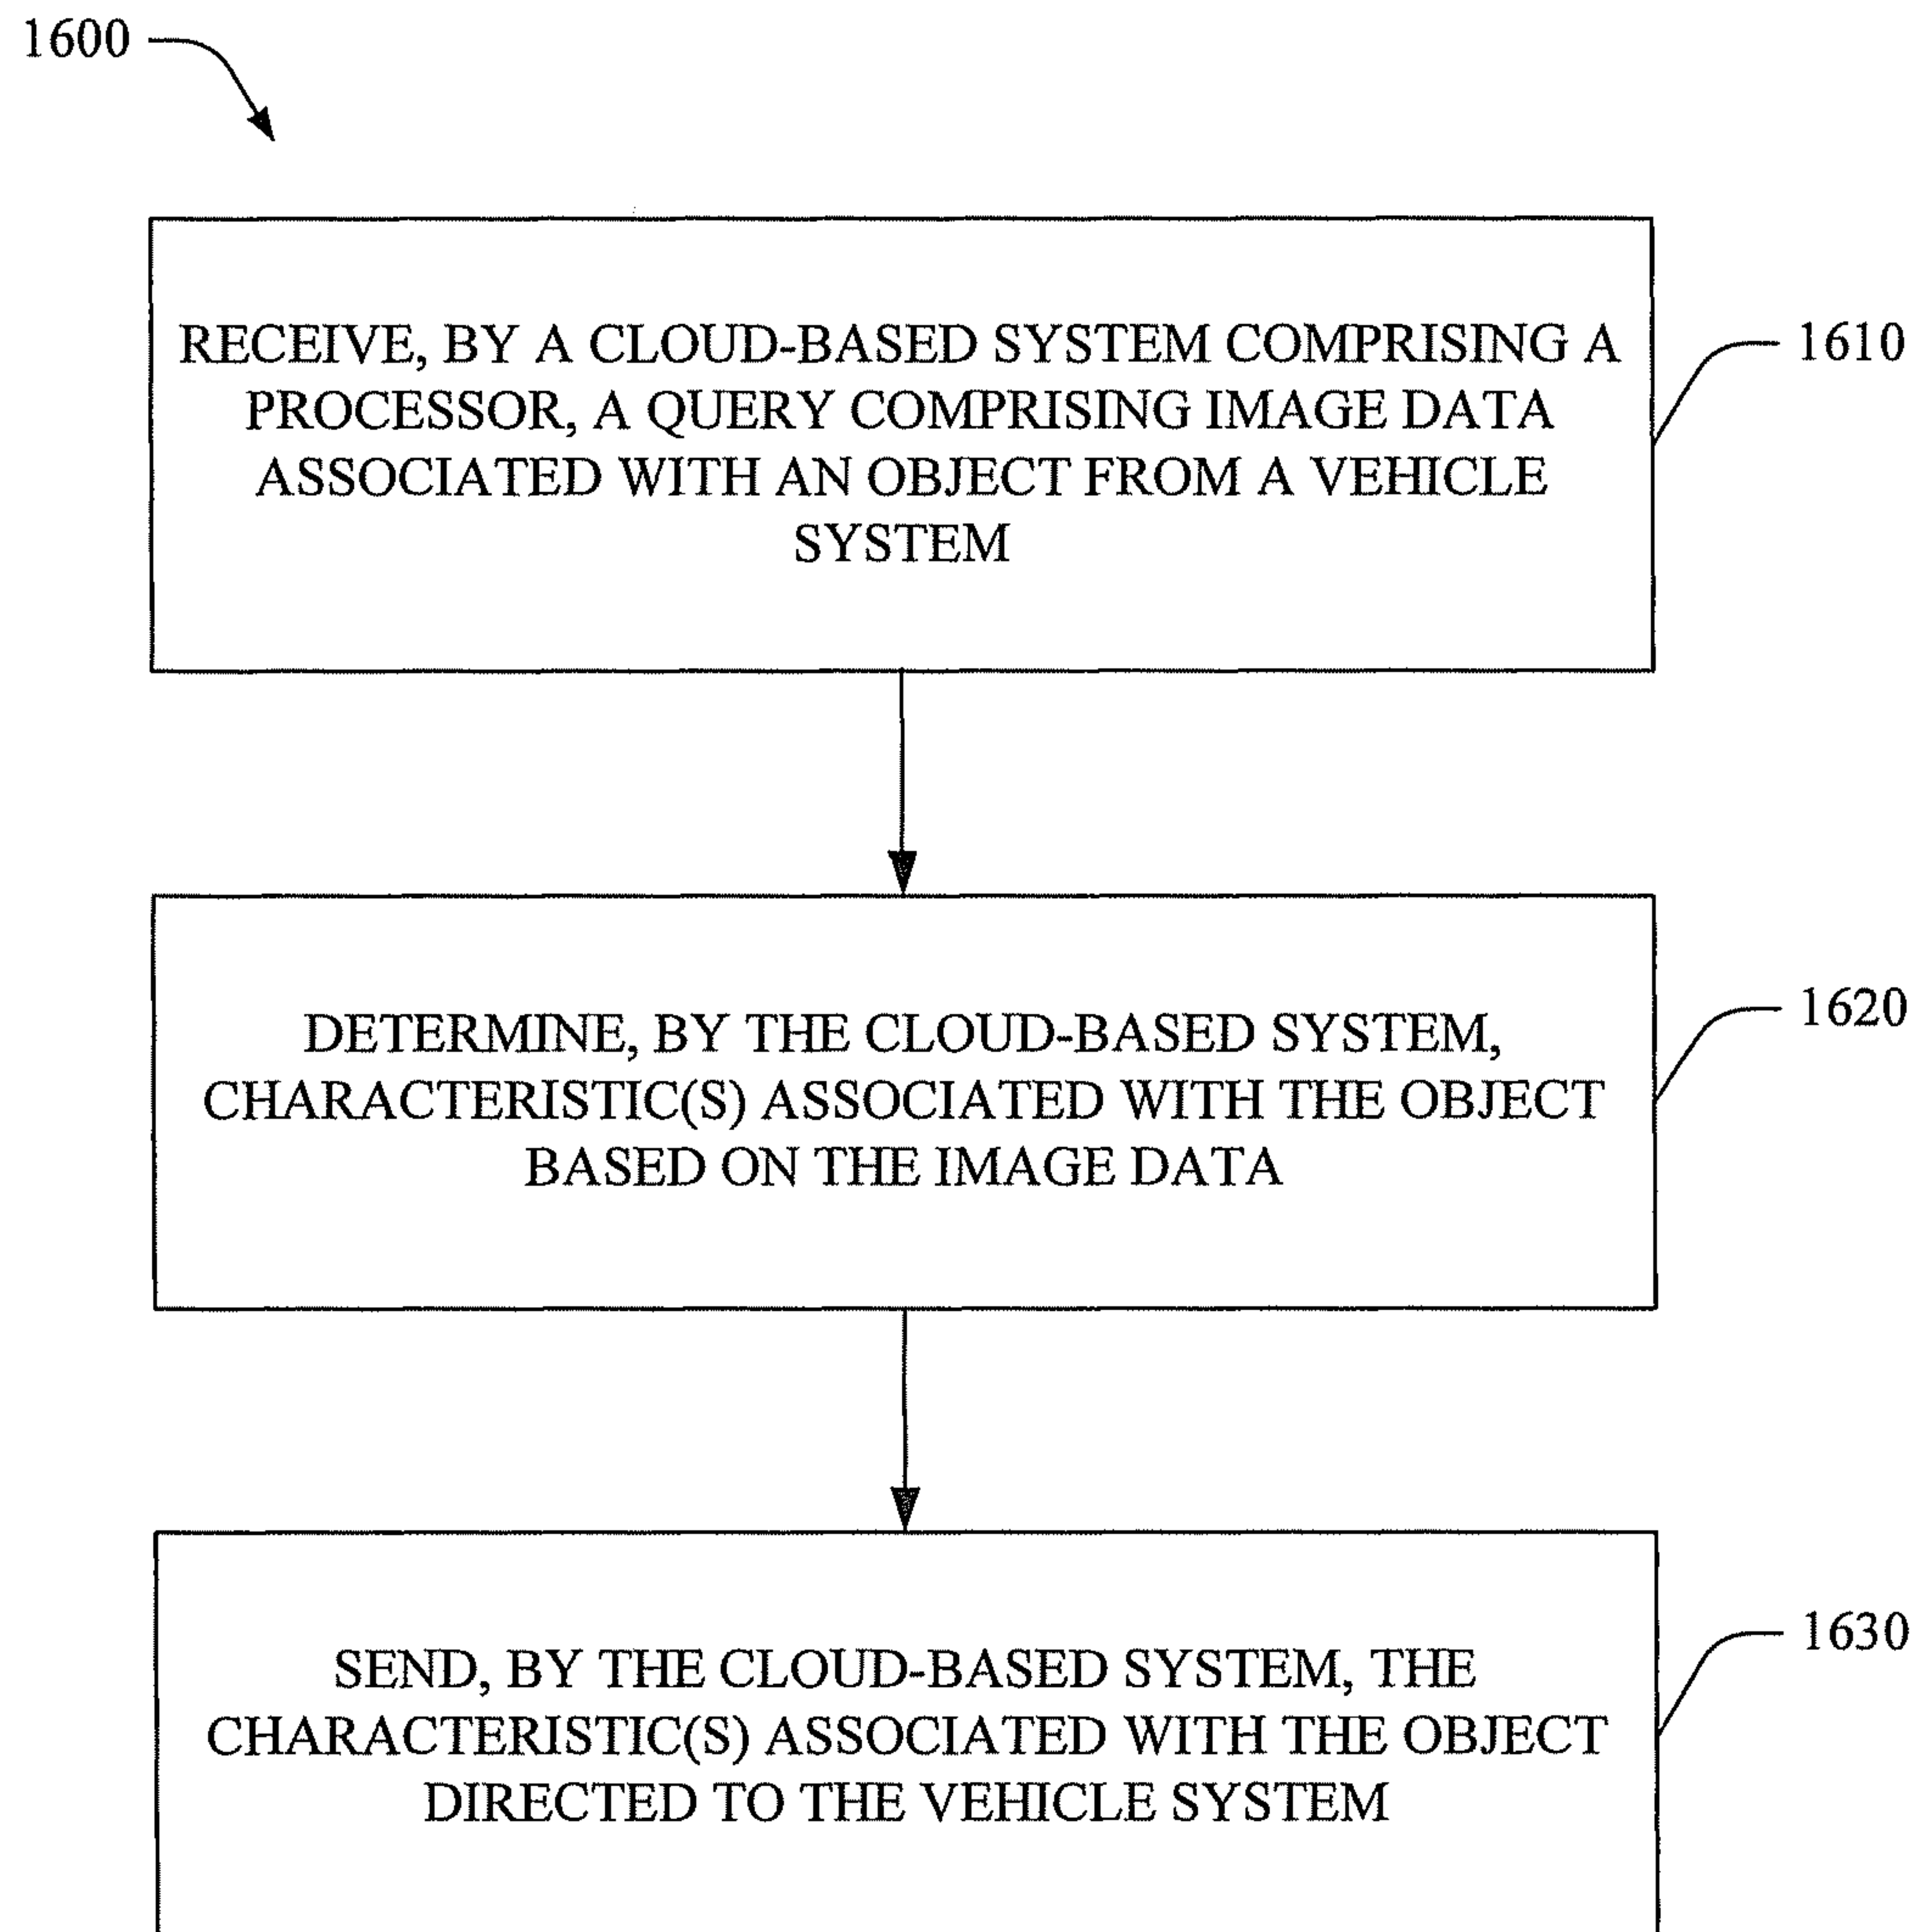 1600
RECEIVE, BY A CLOUD-BASED SYSTEM COMPRISING A
PROCESSOR, A QUERY COMPRISING IMAGE DATA
ASSOCIATED WITH AN OBJECT FROM A VEHICLE
SYSTEM
1610
DETERMINE, BY THE CLOUD-BASED SYSTEM,
CHARACTERISTIC(S) ASSOCIATED WITH THE OBJECT
BASED ON THE IMAGE DATA
1620
SEND, BY THE CLOUD-BASED SYSTEM, THE
CHARACTERISTIC(S) ASSOCIATED WITH THE OBJECT
DIRECTED TO THE VEHICLE SYSTEM
1630